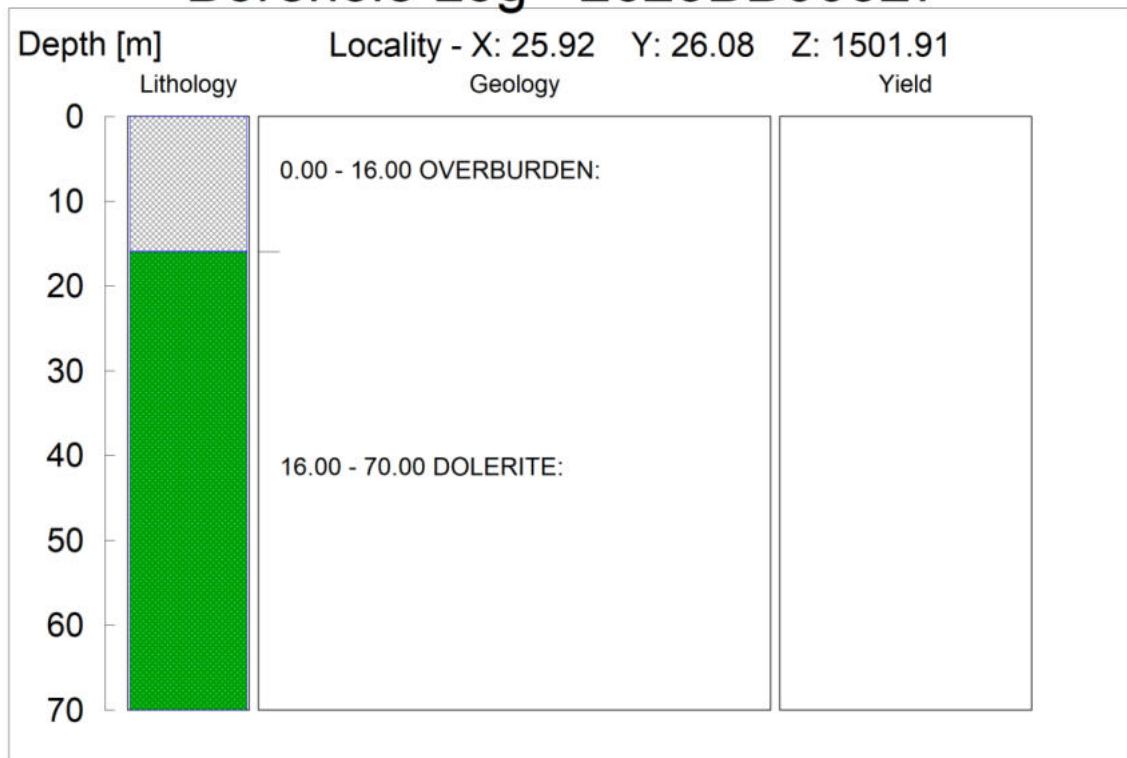 Depth [m] Locality - X: 25.92 Y: 26.08 Z: 1501.91
Lithology Geology Yield
0
0.00 - 16.00 OVERBURDEN:
10
20
30
40
16.00 - 70.00 DOLERITE:
50
60
70